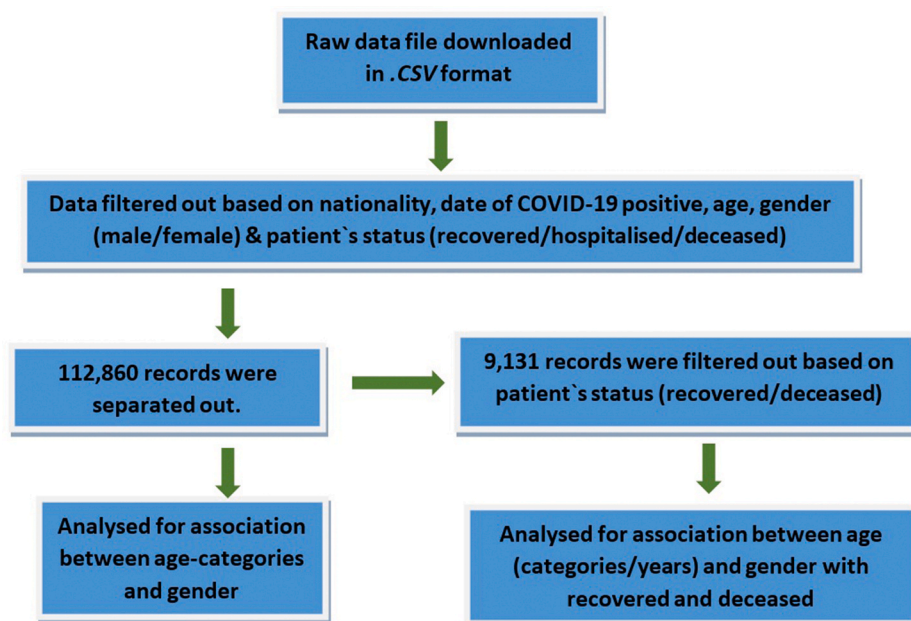 Raw data file downloaded
in .CSV format
Data filtered out based on nationality, date of COVID-19 positive, age, gender
(male/female) & patient`s status (recovered/hospitalised/deceased)
112,860 records were
separated out.
9,131 records were filtered out based on
patient`s status (recovered/deceased)
Analysed for association
between age-categories
and gender
Analysed for association between age
(categories/years) and gender with
recovered and deceased